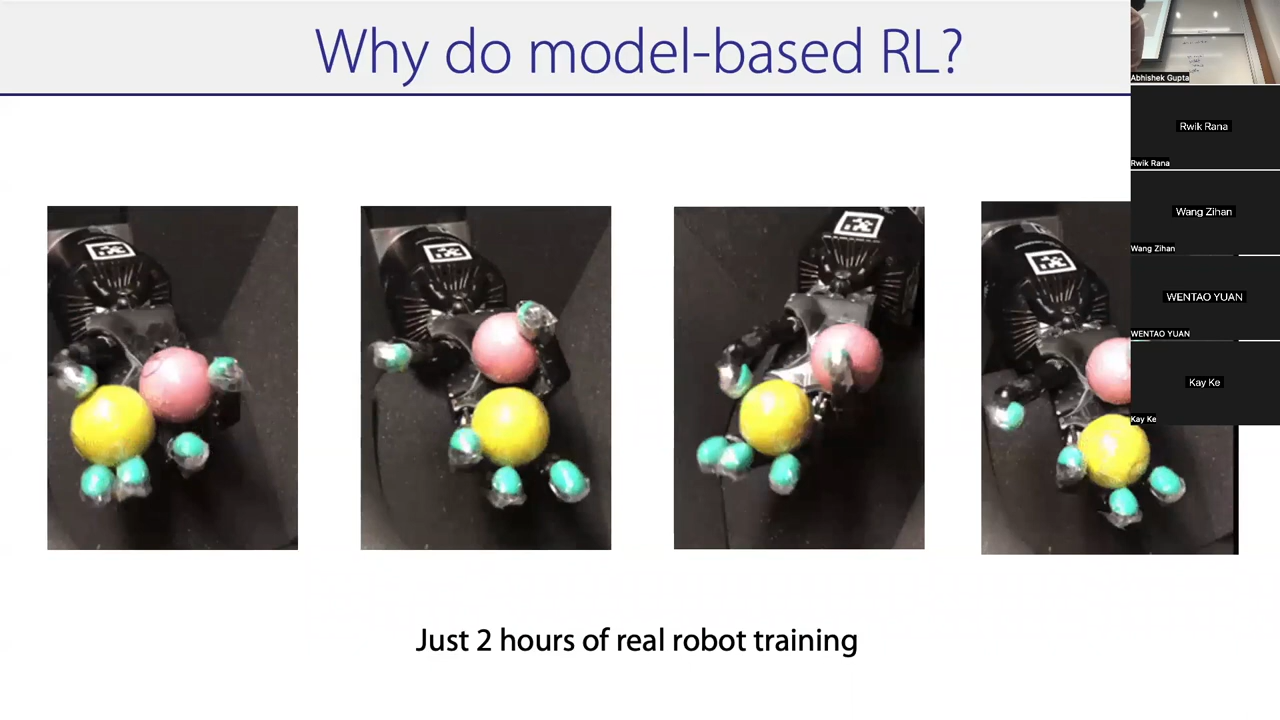 Why do model-based RL?
Abhishek Gupta
Rwik Rana
Rwik Rana
Wang Zihan
Wang Zihan
WENTAO YUAN
WENTAO YUAN
Kay Ke
Kay Ke
Just 2 hours of real robot training